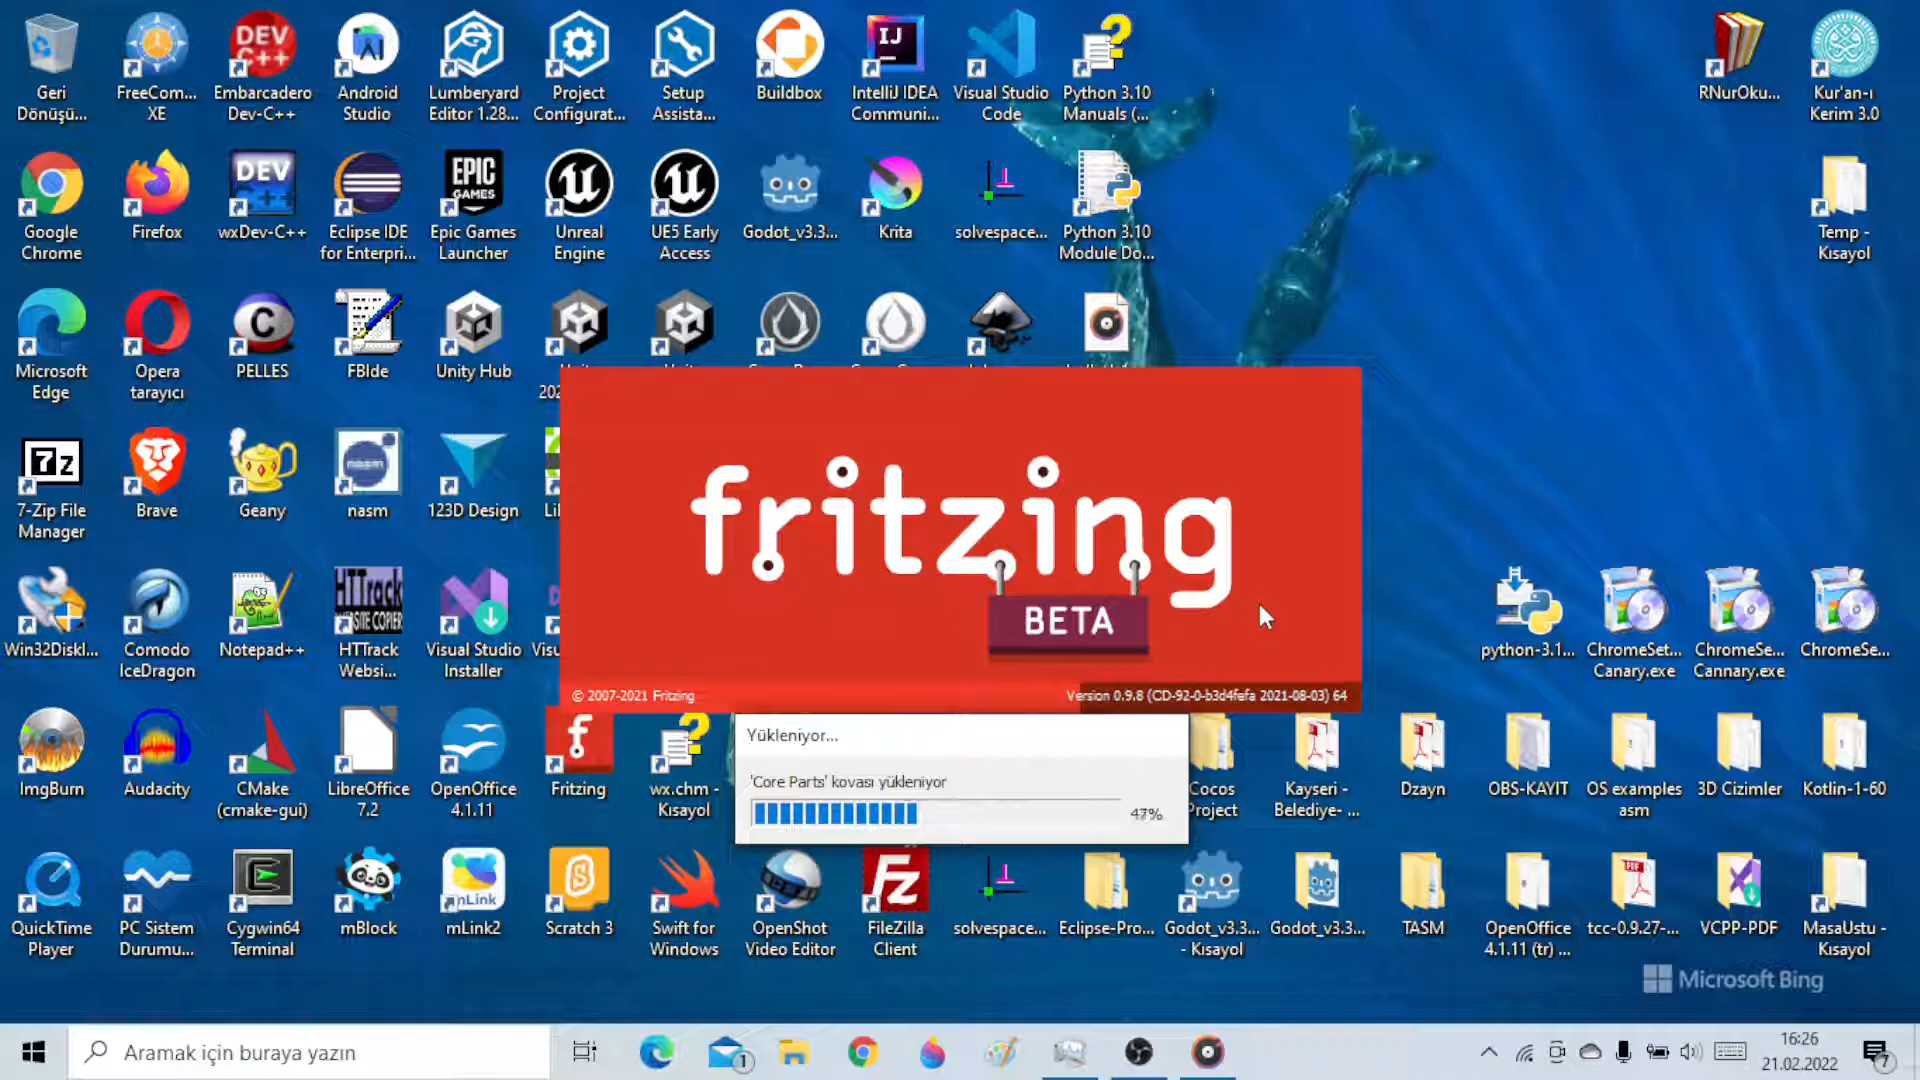 Geri
Dönüşü...
FreeCom...
XE
Embarcadero
Dev-C++
Android
Studio
Lumberyard
Editor 1.28...
Project
Configurat...
Setup
Assista...
Buildbox
IntelliJ IDEA
Communi...
Visual Studio
Code
Python 3.10
Manuals (...
RNurOku...
Kur'an-ı
Kerim 3.0
Google
Chrome
Firefox
wxDev-C++
Eclipse IDE
for Enterpri...
Epic Games
Launcher
Unreal
Engine
UE5 Early
Access
Godot_v3.3...
Krita
solvespace...
Python 3.10
Module Do...
Temp -
Kısayol
Microsoft
Edge
Opera
tarayıcı
PELLES
FBIde
Unity Hub
7-Zip File
Manager
Brave
Geany
nasm
123D Design
fritzing
BETA
© 2007-2021 Fritzing
Version 0.9.8 (CD-92-0-b3d4fefa 2021-08-03) 64
Win32Diskl...
Comodo
IceDragon
Notepad++
HTTrack
Websi...
Visual Studio
Installer
python-3.1...
ChromeSet...
Canary.exe
ChromeSe...
Cannary.exe
ChromeSe...
Yükleniyor...
'Core Parts' kovası yükleniyor
47%
ImgBurn
Audacity
CMake
(cmake-gui)
LibreOffice
7.2
OpenOffice
4.1.11
Fritzing
wx.chm -
Kısayol
Cocos
Project
Kayseri -
Belediye- ...
Dzayn
OBS-KAYIT
OS examples
asm
3D Cizimler
Kotlin-1-60
QuickTime
Player
PC Sistem
Durumu...
Cygwin64
Terminal
mBlock
mLink2
Scratch 3
Swift for
Windows
OpenShot
Video Editor
FileZilla
Client
solvespace...
Eclipse-Pro...
Godot_v3.3...
- Kısayol
Godot_v3.3...
TASM
OpenOffice
4.1.11 (tr) ...
tcc-0.9.27-...
VCPP-PDF
MasaUstu -
Kısayol
Microsoft Bing
Aramak için buraya yazın
16:26
21.02.2022